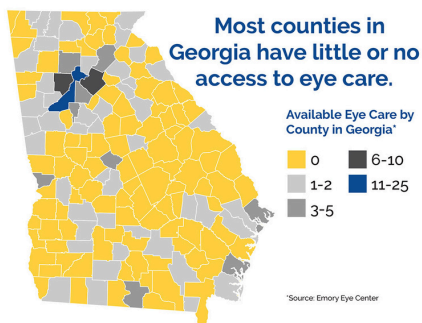 Most counties in
Georgia have little or no
access to eye care.
Available Eye Care by
County in Georgia*
0
6-10
1-2
11-25
3-5
*Source: Emory Eye Center